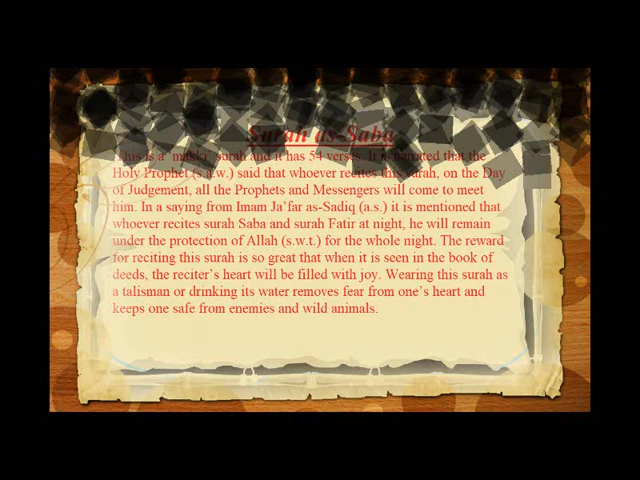 Surah as-Saba
This is a 'makki' surah and it has 54 verses. It is narrated that the
Holy Prophet (s.a.w.) said that whoever recites this surah, on the Day
of Judgement, all the Prophets and Messengers will come to meet
him. In a saying from Imam Ja’far as-Sadiq (a.s.) it is mentioned that
whoever recites surah Saba and surah Fatir at night, he will remain
under the protection of Allah (s.w.t.) for the whole night. The reward
for reciting this surah is so great that when it is seen in the book of
deeds, the reciter’s heart will be filled with joy. Wearing this surah as
a talisman or drinking its water removes fear from one’s heart and
keeps one safe from enemies and wild animals.